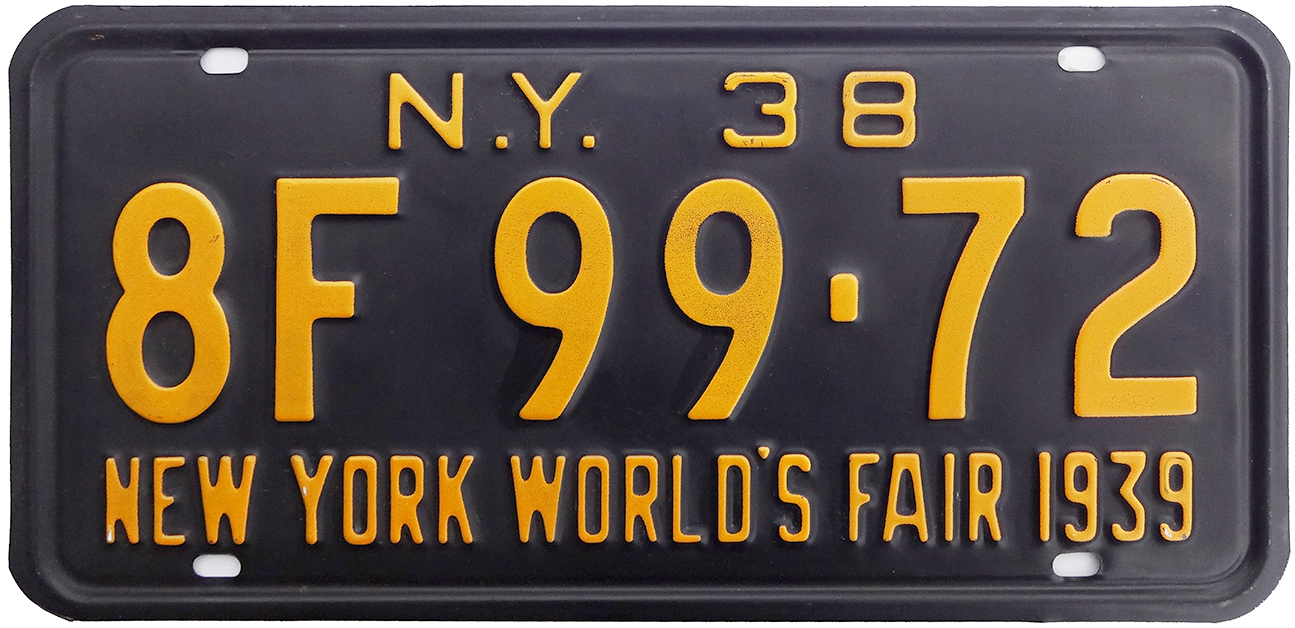 N.Y. 38
8F 99·72
NEW YORK WORLD'S FAIR 1939